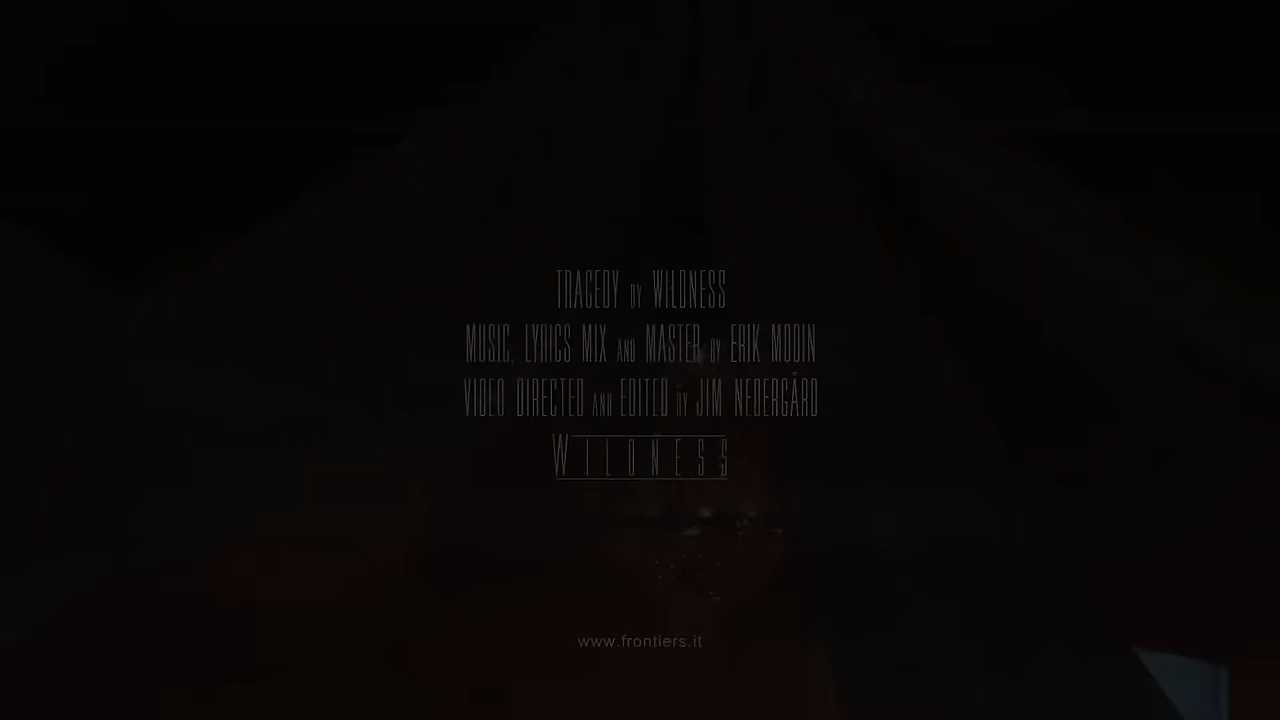 TRAGEDY BY WILDNESS
MUSIC, LYRICS MIX AND MASTER BY ERIK MODIN
VIDEO DIRECTED AND EDITED BY JIM NEDERGÅRD
WILDNESS
www.frontiers.it